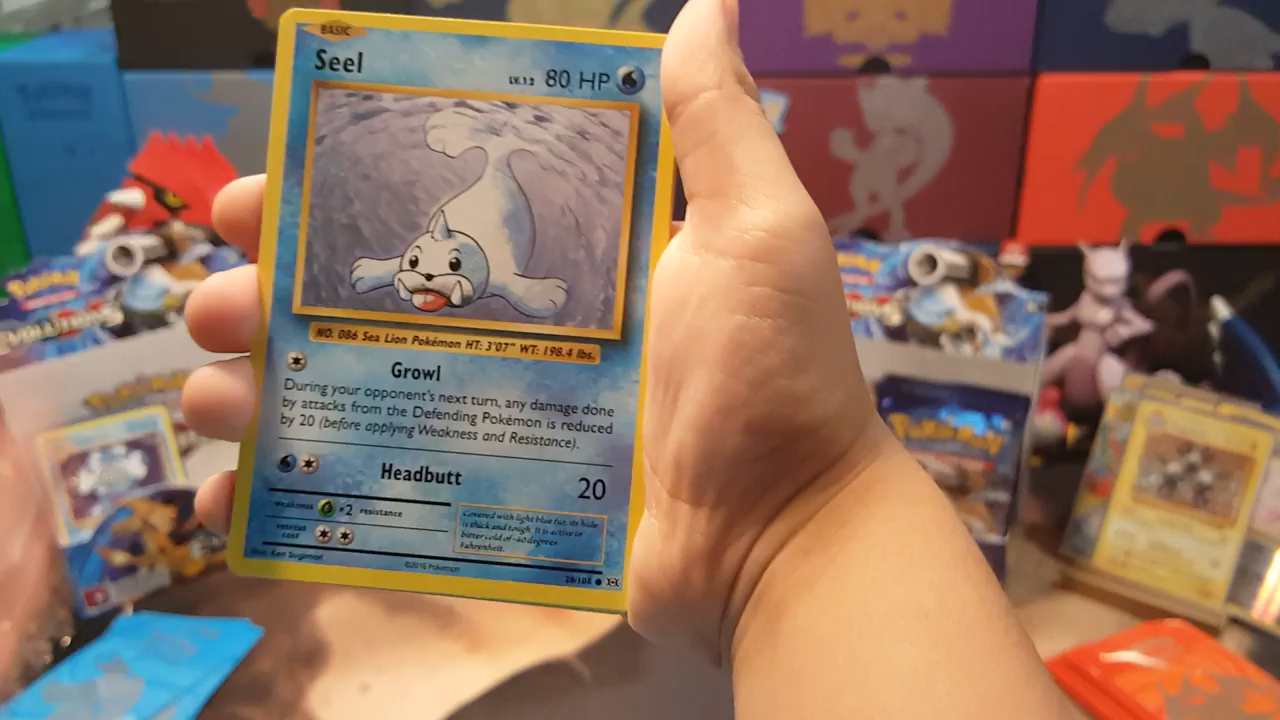 BASIC
Seel
LV.12 80 HP
NO. 086 Sea Lion Pokémon HT: 3'07" WT: 198.4 lbs.
Growl
During your opponent's next turn, any damage done
by attacks from the Defending Pokémon is reduced
by 20 (before applying Weakness and Resistance).
Headbutt
20
weakness ×2 resistance
retreat
cost
Covered with light blue fur, its hide
is thick and tough. It is active in
bitter cold of -40 degrees
Fahrenheit.
Illus. Ken Sugimori
©2016 Pokémon
28/108
Pokémon